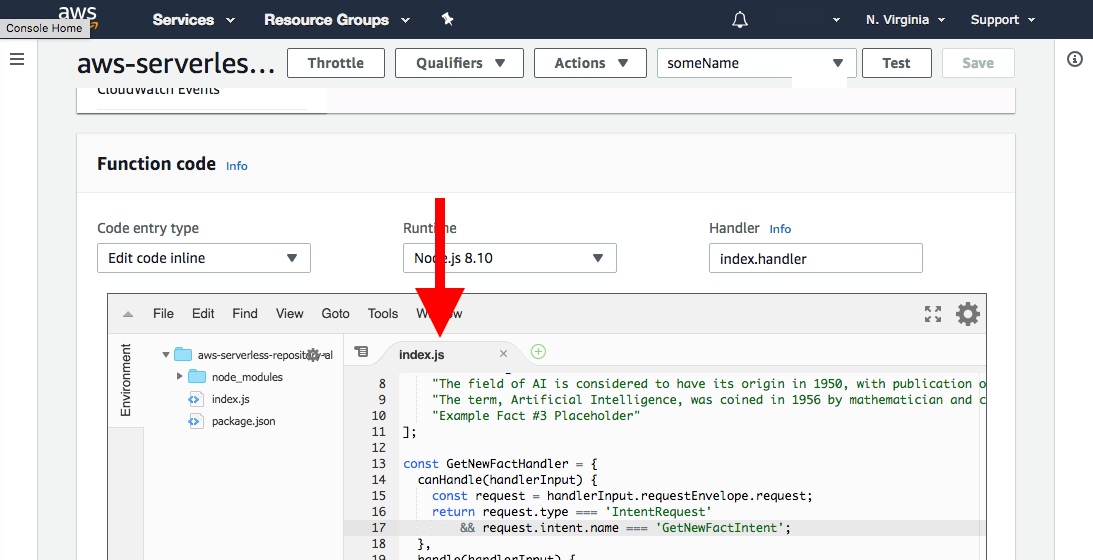 aws
Services
Resource Groups
N. Virginia
Support
Console Home
aws-serverles...
Throttle
Qualifiers
Actions
someName
Test
Save
CloudWatch Events
Function code Info
Code entry type
Runtime
Handler Info
Edit code inline
Node.js 8.10
index.handler
File Edit Find View Goto Tools Window
Environment
aws-serverless-repository-al
node_modules
index.js
package.json
index.js
8 "The field of AI is considered to have its origin in 1950, with publication o
9 "The term, Artificial Intelligence, was coined in 1956 by mathematician and c
10 "Example Fact #3 Placeholder"
11 ];
12
13 const GetNewFactHandler = {
14 canHandle(handlerInput) {
15 const request = handlerInput.requestEnvelope.request;
16 return request.type === 'IntentRequest'
17 && request.intent.name === 'GetNewFactIntent';
18 },
19 handle(handlerInput) {